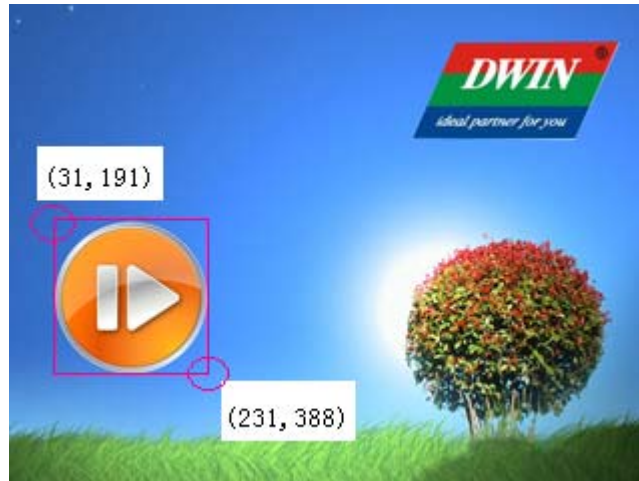 DWIN ®
ideal partner for you
(31, 191)
(231, 388)